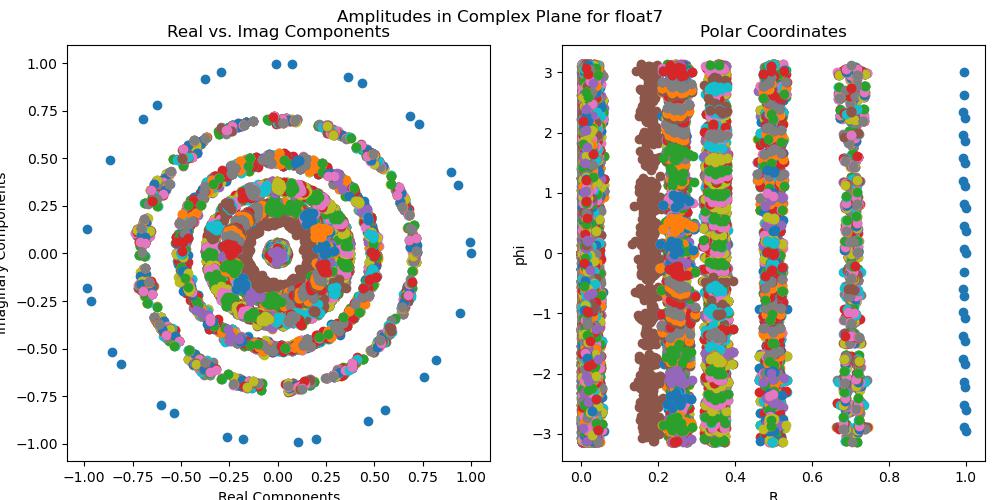 Amplitudes in Complex Plane for float7
Real vs. Imag Components
Polar Coordinates
1.00
0.75
0.50
0.25
0.00
−0.25
−0.50
−0.75
−1.00
Imaginary Components
−1.00 −0.75 −0.50 −0.25 0.00 0.25 0.50 0.75 1.00
Real Components
3
2
1
0
−1
−2
−3
phi
0.0 0.2 0.4 0.6 0.8 1.0
R